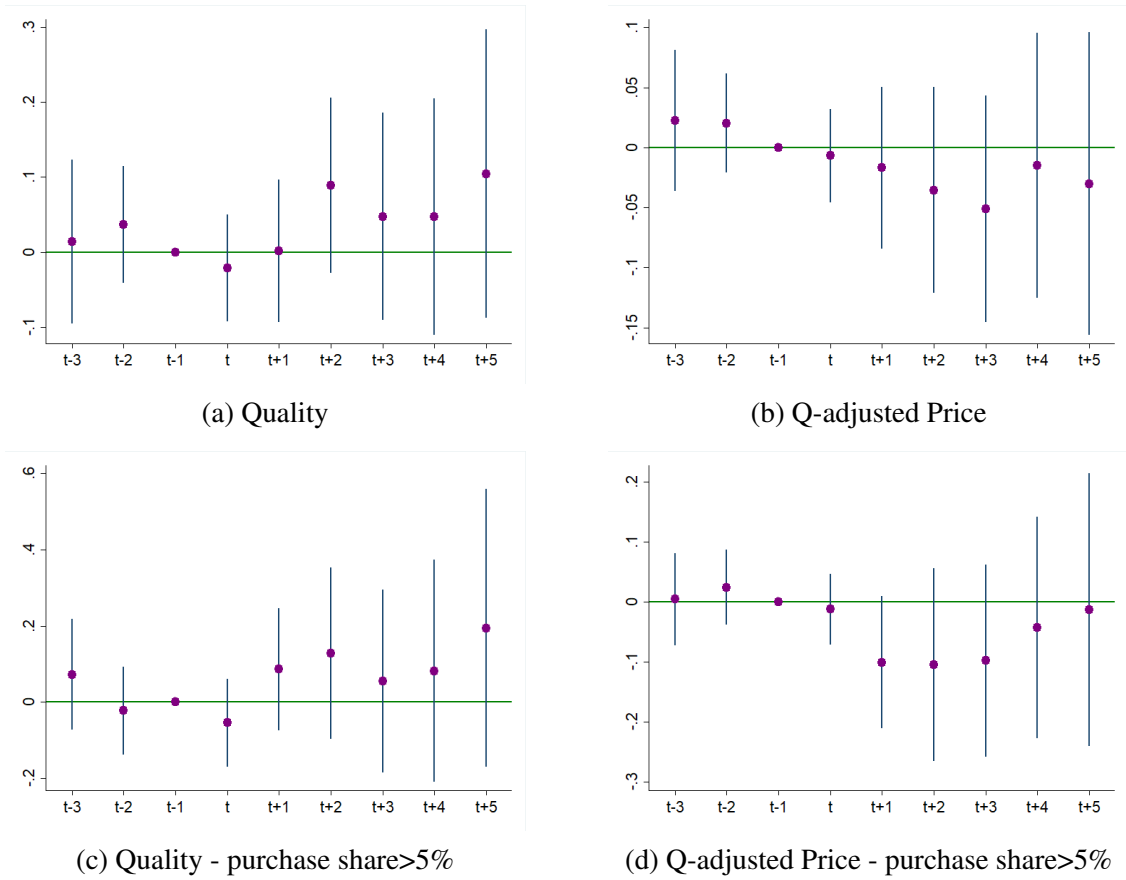 .3
.2
.1
0
-.1
t-3 t-2 t-1 t t+1 t+2 t+3 t+4 t+5
(a) Quality
.1
.05
0
-.05
-.1
-.15
t-3 t-2 t-1 t t+1 t+2 t+3 t+4 t+5
(b) Q-adjusted Price
.6
.4
.2
0
-.2
t-3 t-2 t-1 t t+1 t+2 t+3 t+4 t+5
(c) Quality - purchase share>5%
.2
.1
0
-.1
-.2
-.3
t-3 t-2 t-1 t t+1 t+2 t+3 t+4 t+5
(d) Q-adjusted Price - purchase share>5%